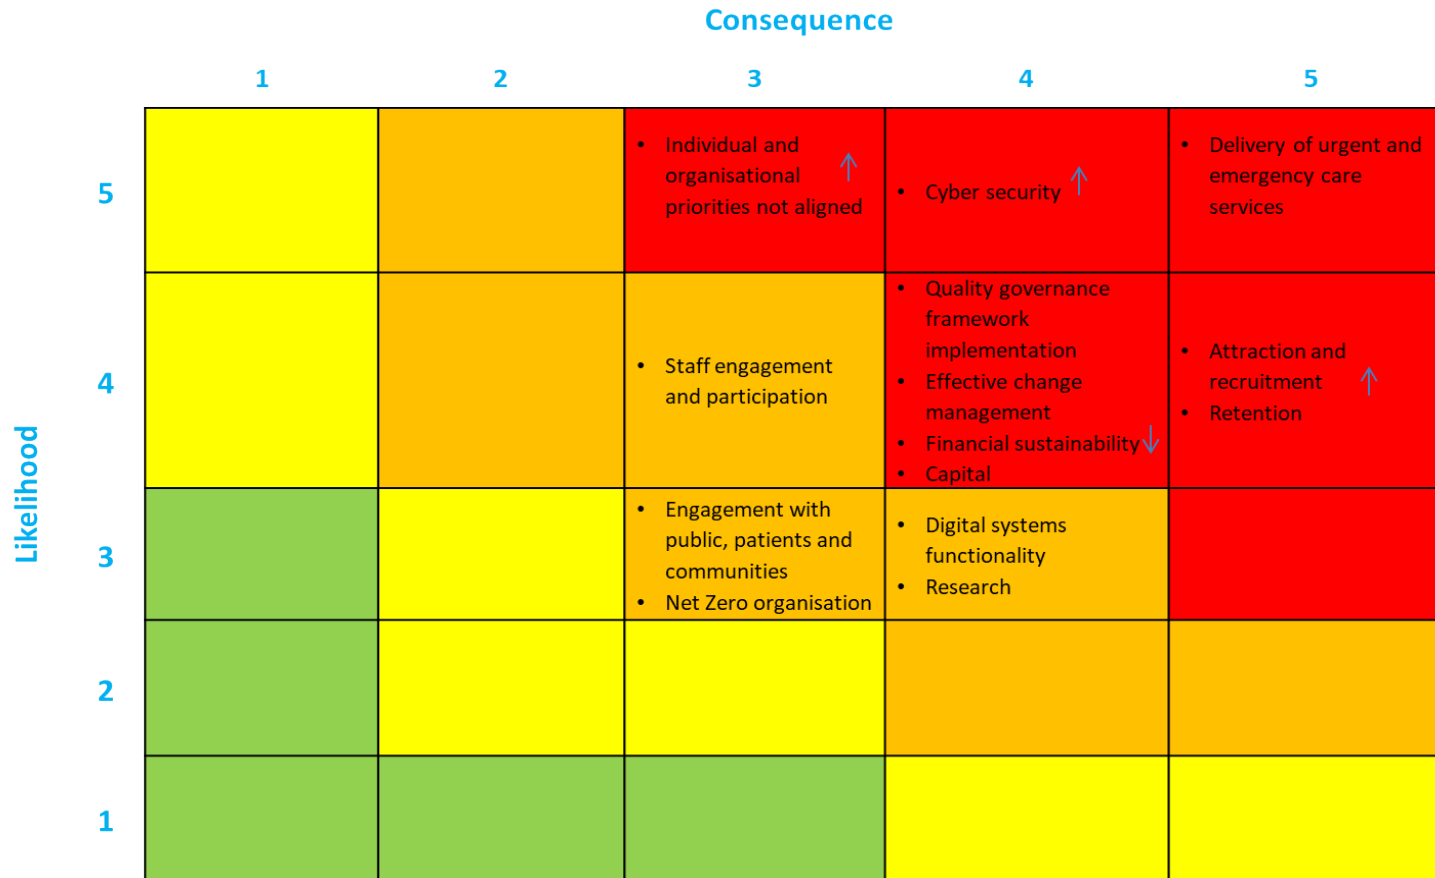 Consequence
1 2 3 4 5
Likelihood
5
• Individual and
organisational
priorities not aligned
• Cyber security
• Delivery of urgent and
emergency care
services
4
• Staff engagement
and participation
• Quality governance
framework
implementation
• Effective change
management
• Financial sustainability
• Capital
• Attraction and
recruitment
• Retention
3
• Engagement with
public, patients and
communities
• Net Zero organisation
• Digital systems
functionality
• Research
2
1